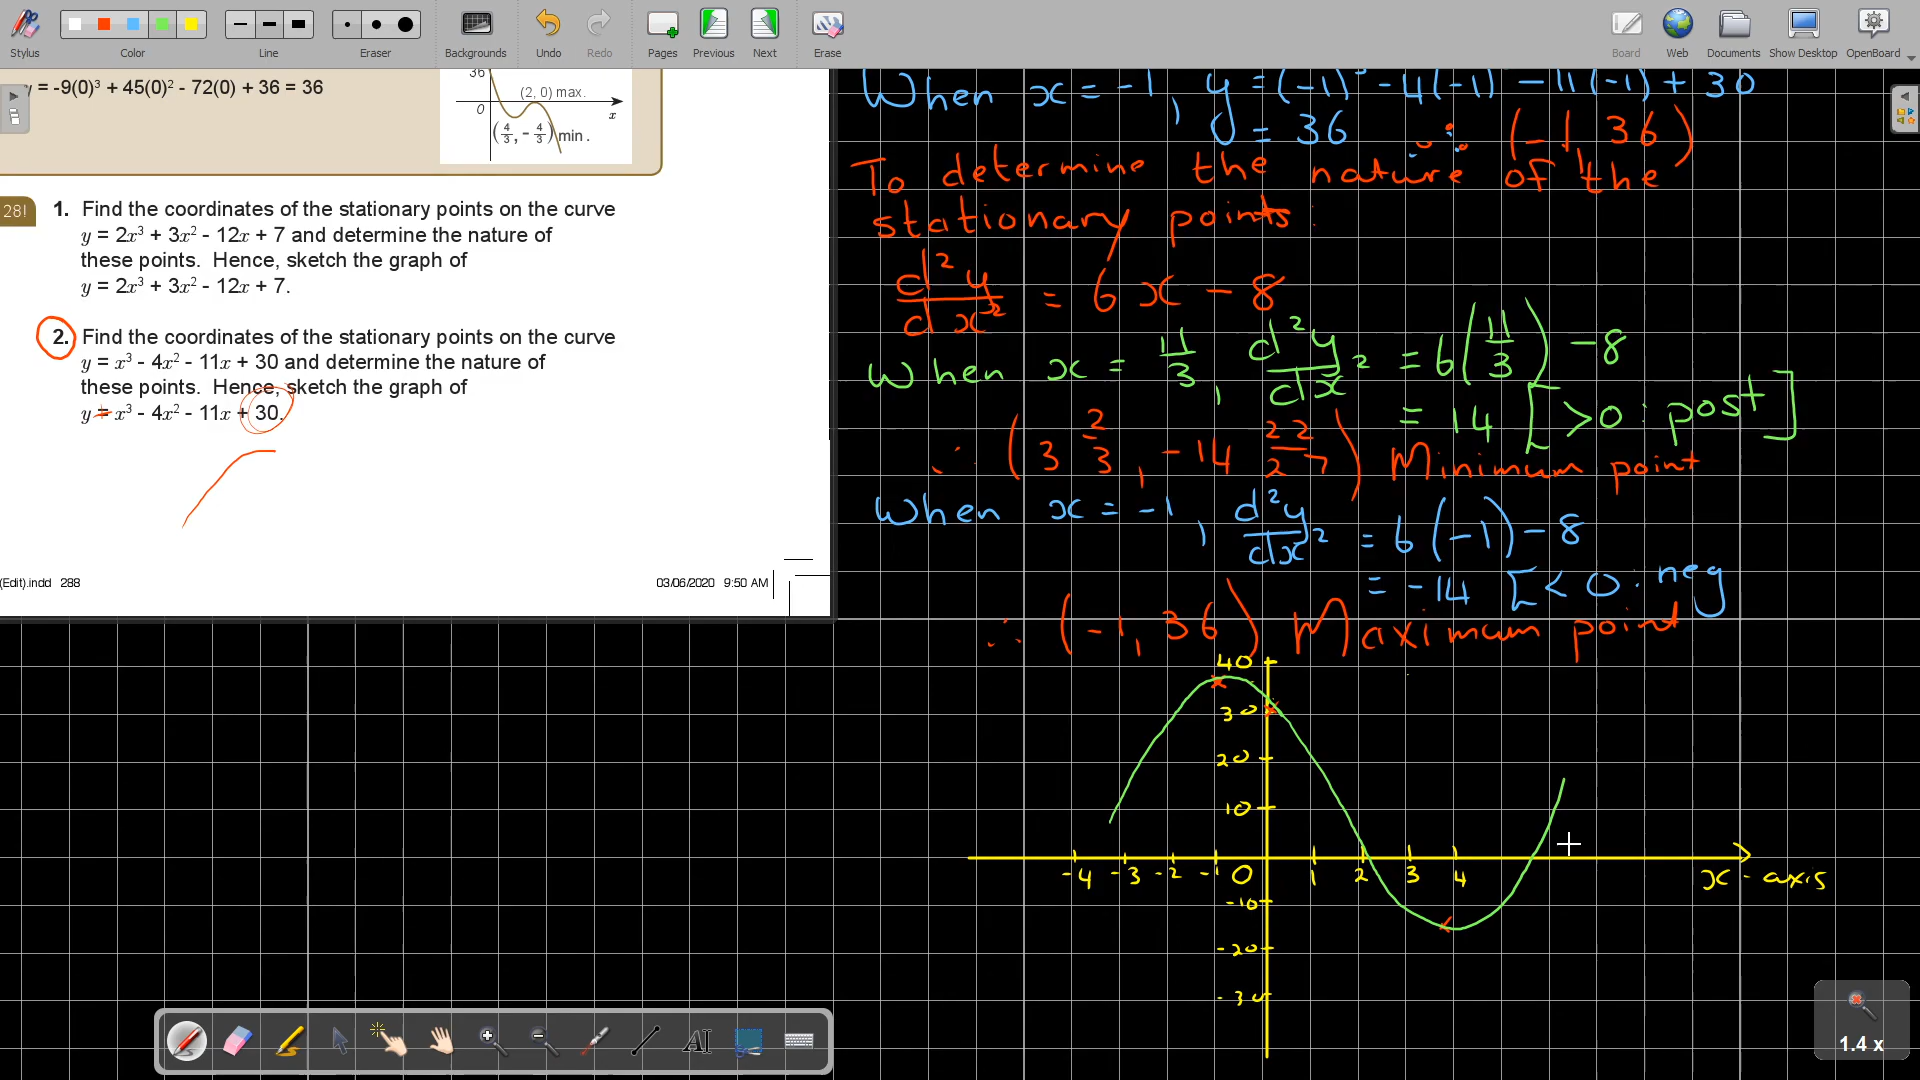 Stylus Color Line Eraser Backgrounds Undo Redo Pages Previous Next Erase Board Web Documents Show Desktop OpenBoard
y = -9(0)³ + 45(0)² - 72(0) + 36 = 36
36
(2, 0) max.
0
x
(4/3, -4/3) min.
28!
1. Find the coordinates of the stationary points on the curve
y = 2x³ + 3x² - 12x + 7 and determine the nature of
these points. Hence, sketch the graph of
y = 2x³ + 3x² - 12x + 7.
2. Find the coordinates of the stationary points on the curve
y = x³ - 4x² - 11x + 30 and determine the nature of
these points. Hence, sketch the graph of
y = x³ - 4x² - 11x + 30.
(Edit).indd 288
03/06/2020 9:50 AM
When x = -1, y = (-1)³ - 4(-1)² - 11(-1) + 30
y = 36 ∴ (-1, 36)
To determine the nature of the
stationary points:
d²y/dx² = 6x - 8
When x = 11/3, d²y/dx² = 6(11/3) - 8
= 14 [>0: post]
∴ (3 2/3, -14 22/27) Minimum point
When x = -1, d²y/dx² = 6(-1) - 8
= -14 [< 0: neg
∴ (-1, 36) Maximum point
40
30
20
10
-4 -3 -2 -1 0 1 2 3 4 x - axis
-10
-20
-30
1.4 x